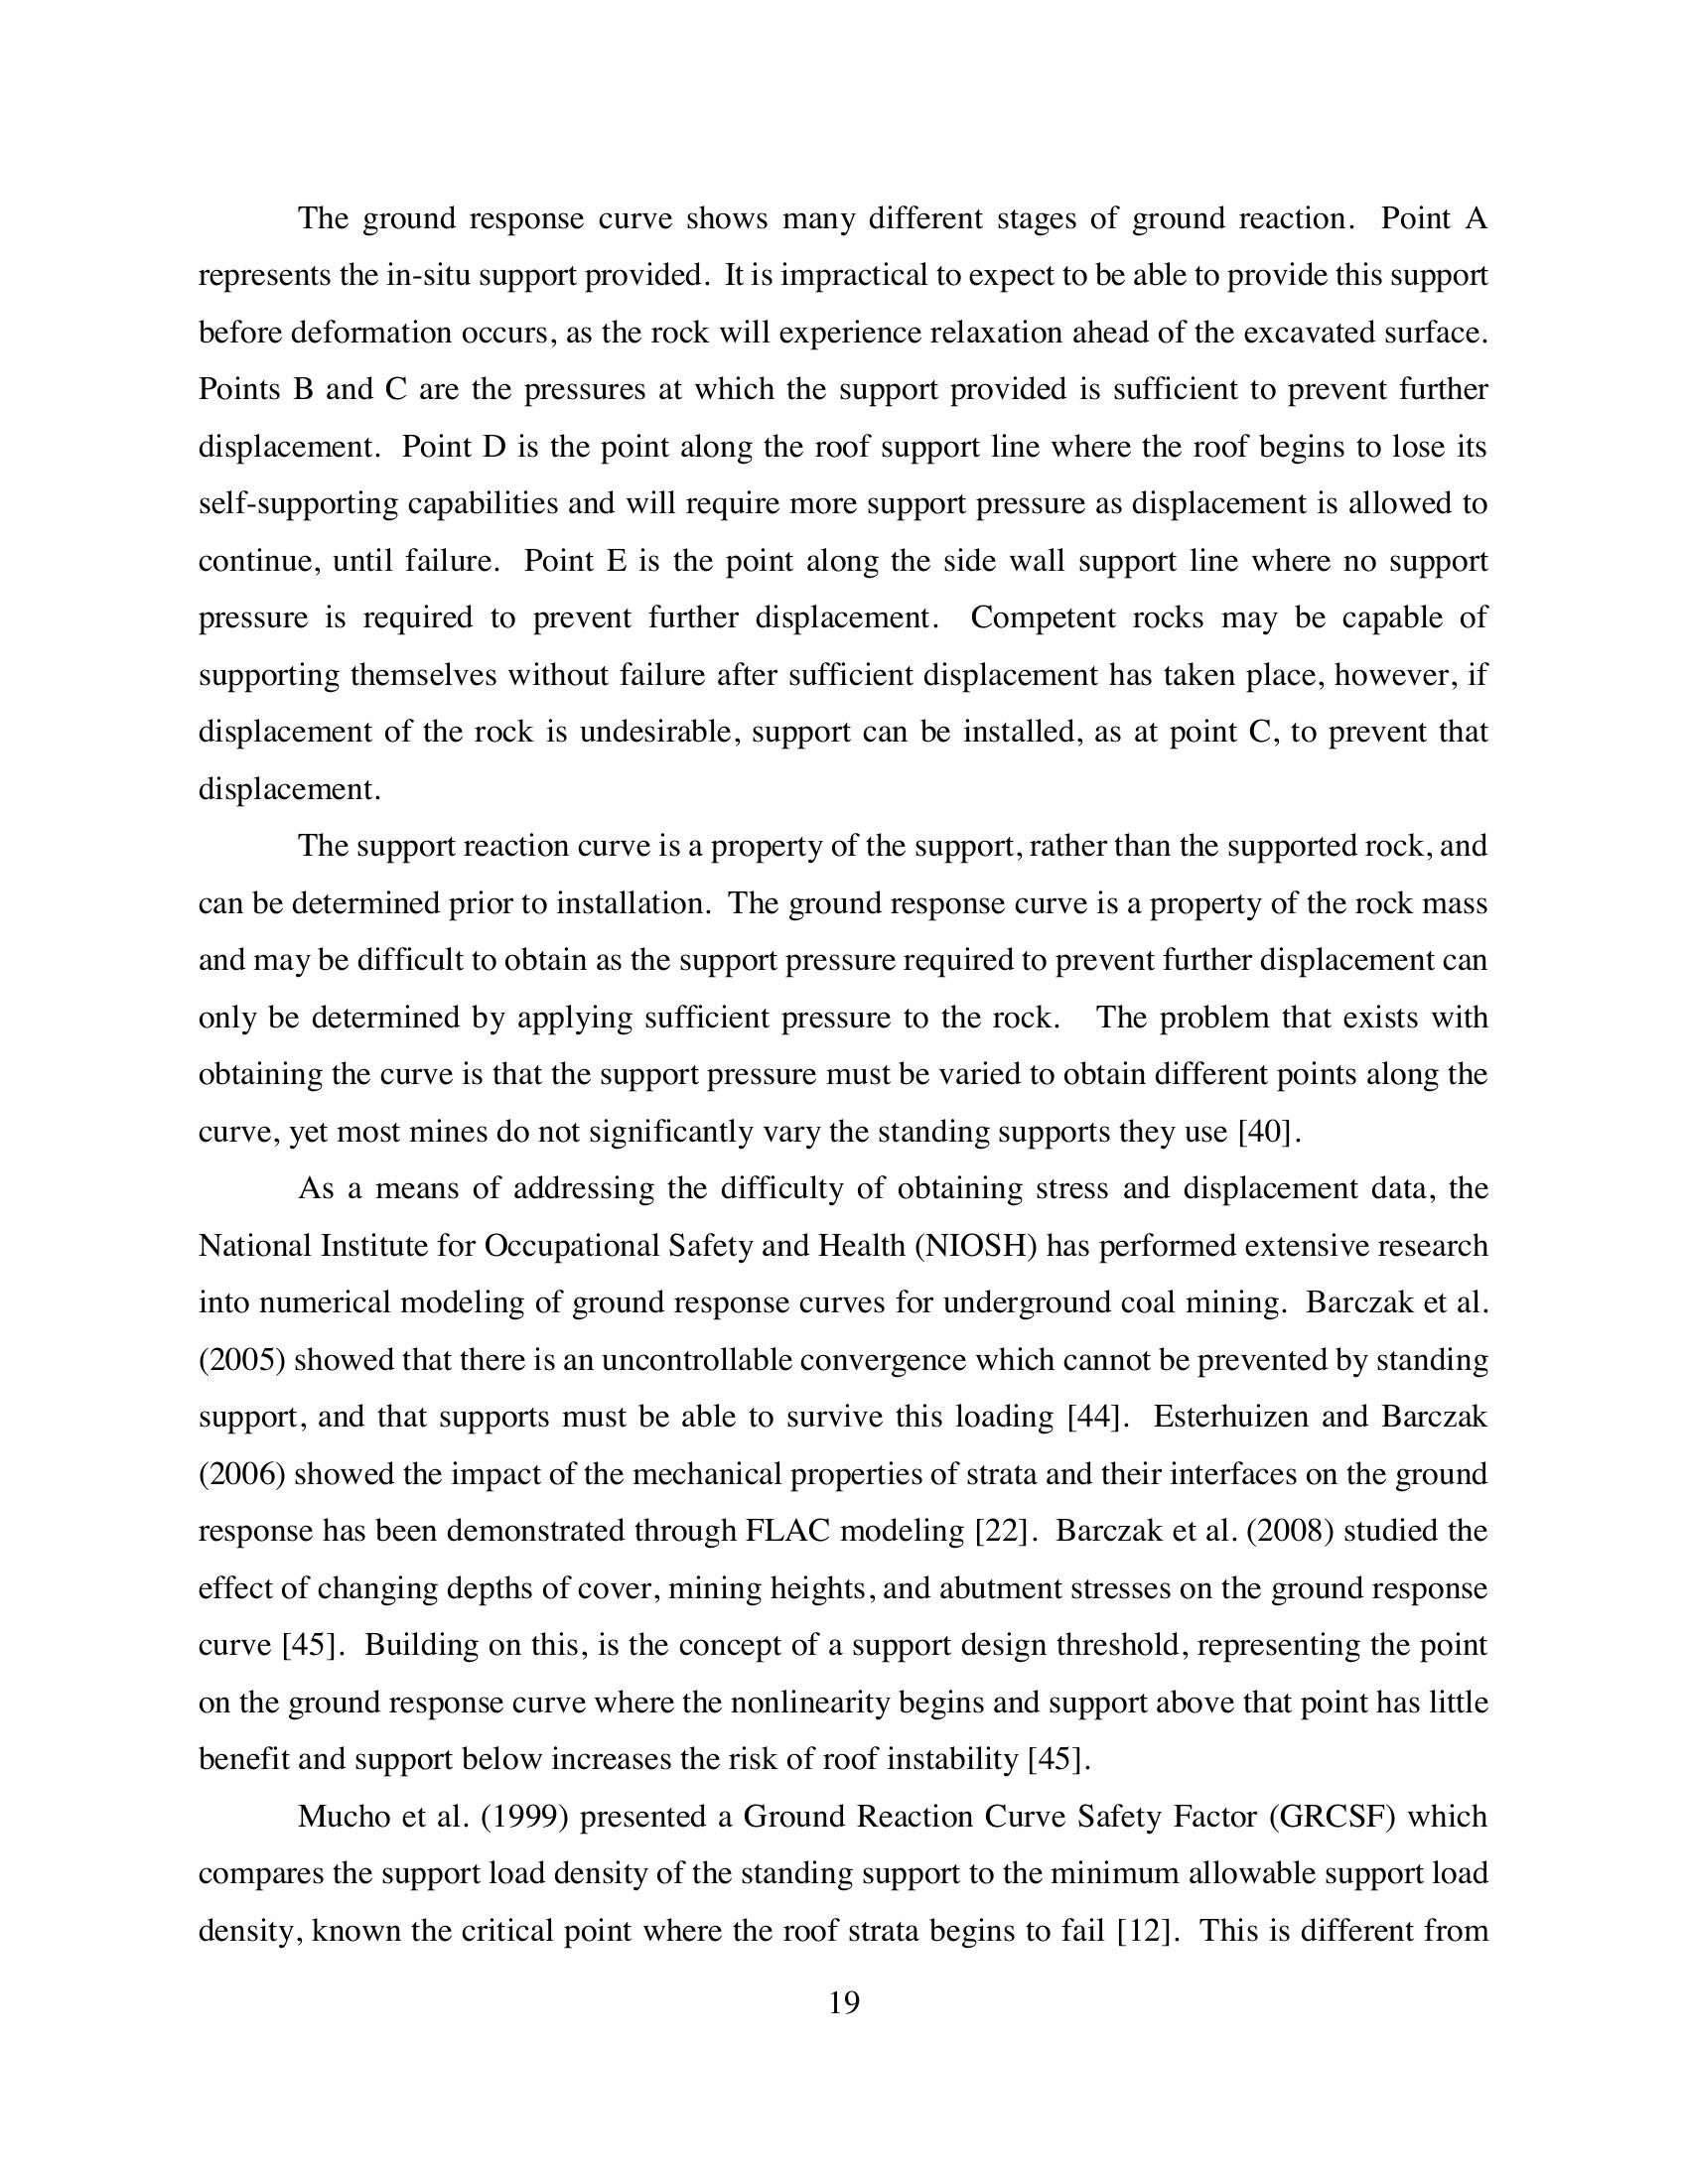 The ground response curve shows many different stages of ground reaction. Point A
represents the in-situ support provided. It is impractical to expect to be able to provide this support
before deformation occurs, as the rock will experience relaxation ahead of the excavated surface.
Points B and C are the pressures at which the support provided is sufficient to prevent further
displacement. Point D is the point along the roof support line where the roof begins to lose its
self-supporting capabilities and will require more support pressure as displacement is allowed to
continue, until failure. Point E is the point along the side wall support line where no support
pressure is required to prevent further displacement. Competent rocks may be capable of
supporting themselves without failure after sufficient displacement has taken place, however, if
displacement of the rock is undesirable, support can be installed, as at point C, to prevent that
displacement.
The support reaction curve is a property of the support, rather than the supported rock, and
can be determined prior to installation. The ground response curve is a property of the rock mass
and may be difficult to obtain as the support pressure required to prevent further displacement can
only be determined by applying sufficient pressure to the rock. The problem that exists with
obtaining the curve is that the support pressure must be varied to obtain different points along the
curve, yet most mines do not significantly vary the standing supports they use [40].
As a means of addressing the difficulty of obtaining stress and displacement data, the
National Institute for Occupational Safety and Health (NIOSH) has performed extensive research
into numerical modeling of ground response curves for underground coal mining. Barczak et al.
(2005) showed that there is an uncontrollable convergence which cannot be prevented by standing
support, and that supports must be able to survive this loading [44]. Esterhuizen and Barczak
(2006) showed the impact of the mechanical properties of strata and their interfaces on the ground
response has been demonstrated through FLAC modeling [22]. Barczak et al. (2008) studied the
effect of changing depths of cover, mining heights, and abutment stresses on the ground response
curve [45]. Building on this, is the concept of a support design threshold, representing the point
on the ground response curve where the nonlinearity begins and support above that point has little
benefit and support below increases the risk of roof instability [45].
Mucho et al. (1999) presented a Ground Reaction Curve Safety Factor (GRCSF) which
compares the support load density of the standing support to the minimum allowable support load
density, known the critical point where the roof strata begins to fail [12]. This is different from
19